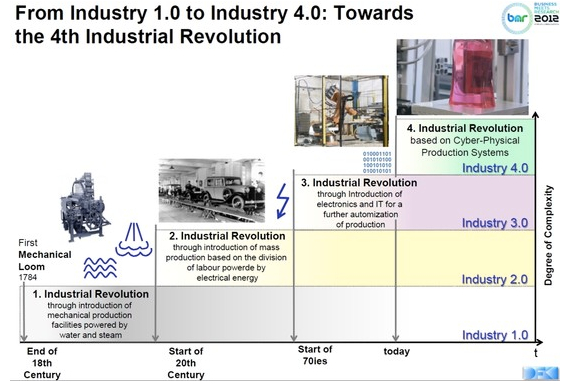 From Industry 1.0 to Industry 4.0: Towards
the 4th Industrial Revolution
BUSINESS
MEETS
RESEARCH
bmr
2012
4. Industrial Revolution
based on Cyber-Physical
Production Systems
Industry 4.0
010001101
001010100
100101010
010010101
3. Industrial Revolution
through Introduction of
electronics and IT for a
further automization
of production
Industry 3.0
2. Industrial Revolution
through introduction of mass
production based on the division
of labour powerde by
electrical energy
Industry 2.0
First
Mechanical
Loom
1784
1. Industrial Revolution
through introduction of
mechanical production
facilities powered by
water and steam
Industry 1.0
Degree of Complexity
End of
18th
Century
Start of
20th
Century
Start of
70ies
today
t
DFKI